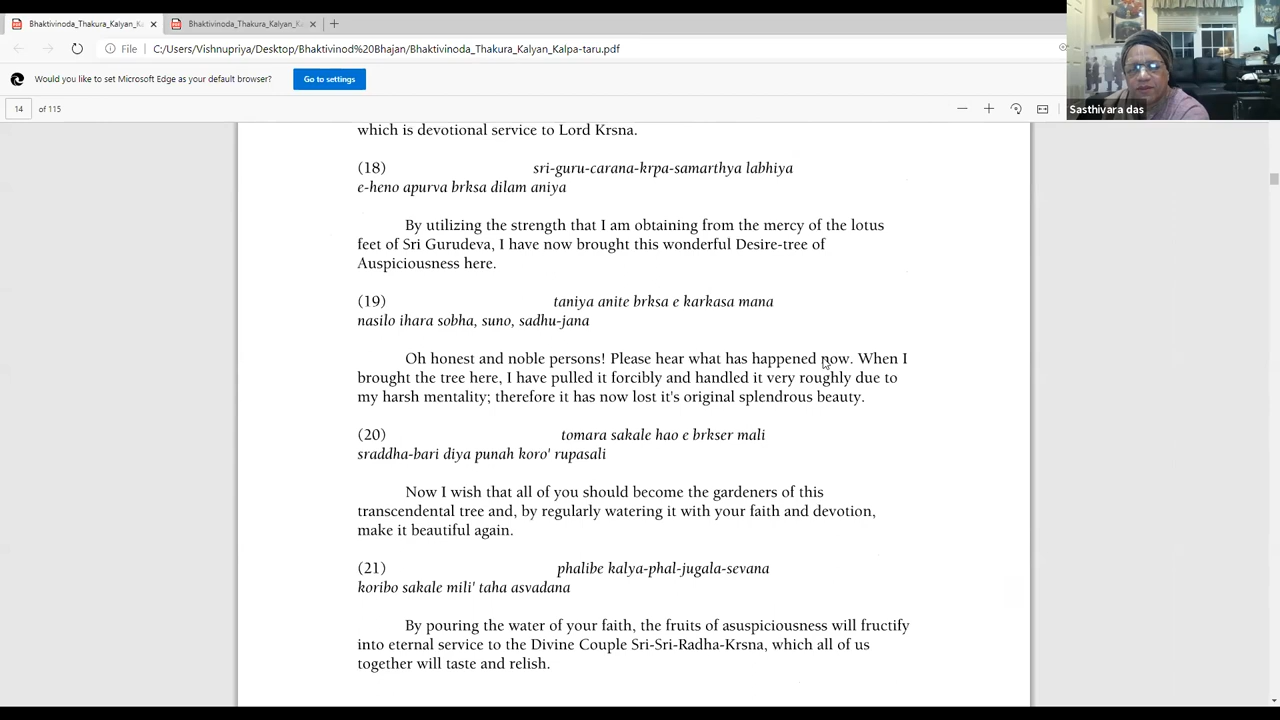 Bhaktivinoda_Thakura_Kalyan_Ka
Bhaktivinoda_Thakura_Kalyan_K
File
C:/Users/Vishnupriya/Desktop/Bhaktivinod%20Bhajan/Bhaktivinoda_Thakura_Kalyan_Kalpa-taru.pdf
Would you like to set Microsoft Edge as your default browser?
Go to settings
14 of 115
Sasthivara das
which is devotional service to Lord Krsna.
(18) sri-guru-carana-krpa-samarthya labhiya
e-heno apurva brksa dilam aniya
By utilizing the strength that I am obtaining from the mercy of the lotus
feet of Sri Gurudeva, I have now brought this wonderful Desire-tree of
Auspiciousness here.
(19) taniya anite brksa e karkasa mana
nasilo ihara sobha, suno, sadhu-jana
Oh honest and noble persons! Please hear what has happened now. When I
brought the tree here, I have pulled it forcibly and handled it very roughly due to
my harsh mentality; therefore it has now lost it's original splendrous beauty.
(20) tomara sakale hao e brkser mali
sraddha-bari diya punah koro' rupasali
Now I wish that all of you should become the gardeners of this
transcendental tree and, by regularly watering it with your faith and devotion,
make it beautiful again.
(21) phalibe kalya-phal-jugala-sevana
koribo sakale mili' taha asvadana
By pouring the water of your faith, the fruits of asuspiciousness will fructify
into eternal service to the Divine Couple Sri-Sri-Radha-Krsna, which all of us
together will taste and relish.